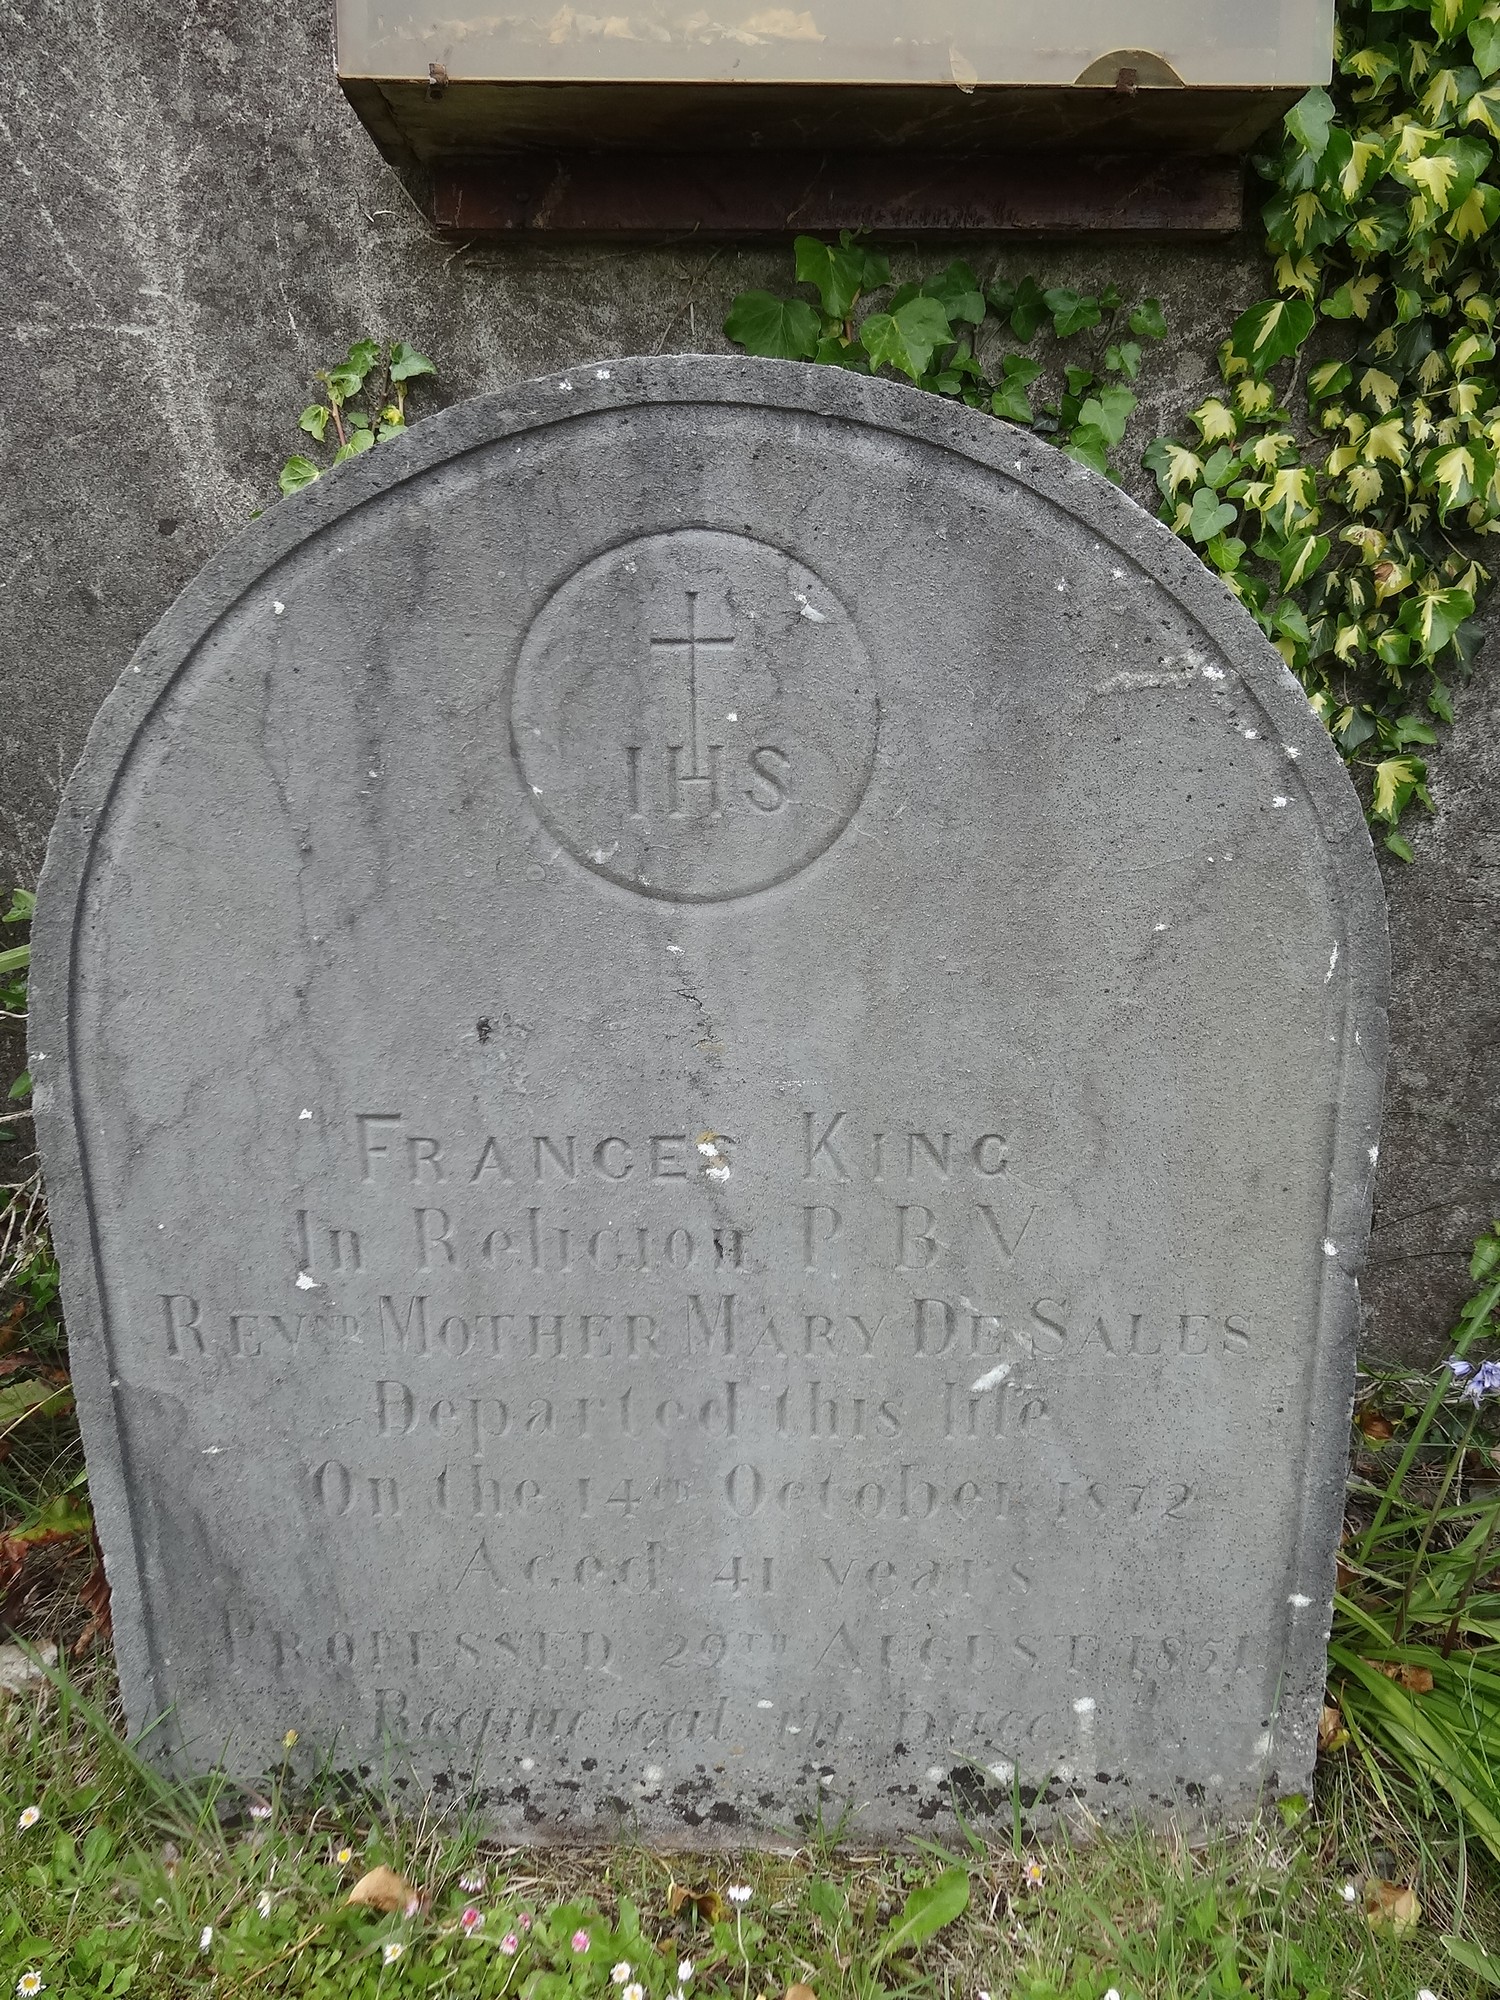 IHS
FRANCES KING
In Religion P B V
REVND MOTHER MARY DE SALES
Departed this life
On the 14th October 1872
Aged 41 years
PROFESSED 29TH AUGUST 1851
Requiescat in pace